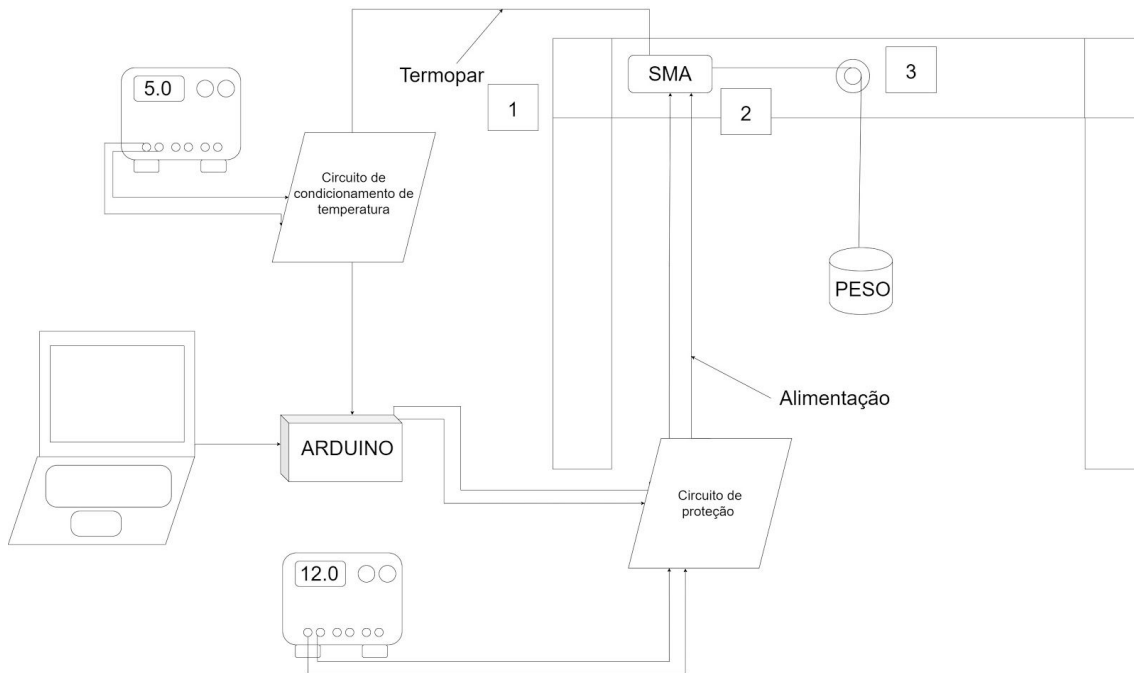 5.0
Termopar
SMA
3
1
2
Circuito de
condicionamento de
temperatura
PESO
Alimentação
ARDUINO
Circuito de
proteção
12.0